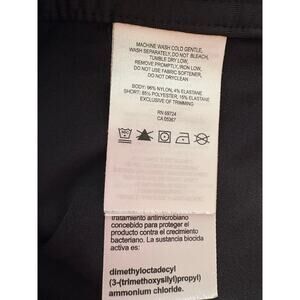 MACHINE WASH COLD GENTLE,
WASH SEPARATELY, DO NOT BLEACH,
TUMBLE DRY LOW,
REMOVE PROMPTLY, IRON LOW,
DO NOT USE FABRIC SOFTENER,
DO NOT DRYCLEAN
BODY: 96% NYLON, 4% ELASTANE
SHORT: 85% POLYESTER, 15% ELASTANE
EXCLUSIVE OF TRIMMING
RN 69724
CA 05367
tratamiento antimicrobiano
concebido para proteger el
producto contra el crecimiento
bacteriano. La sustancia biocida
activa es:
dimethyloctadecyl
(3-(trimethoxysilyl)propyl)
ammonium chloride.